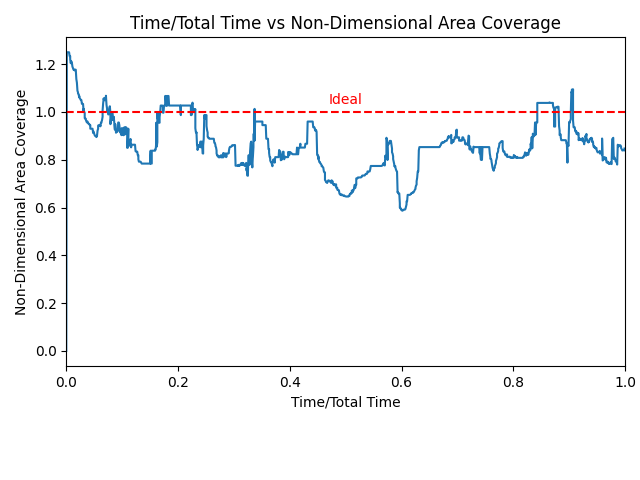 Time/Total Time vs Non-Dimensional Area Coverage
Non-Dimensional Area Coverage
1.2
1.0
0.8
0.6
0.4
0.2
0.0
Ideal
0.0 0.2 0.4 0.6 0.8 1.0
Time/Total Time